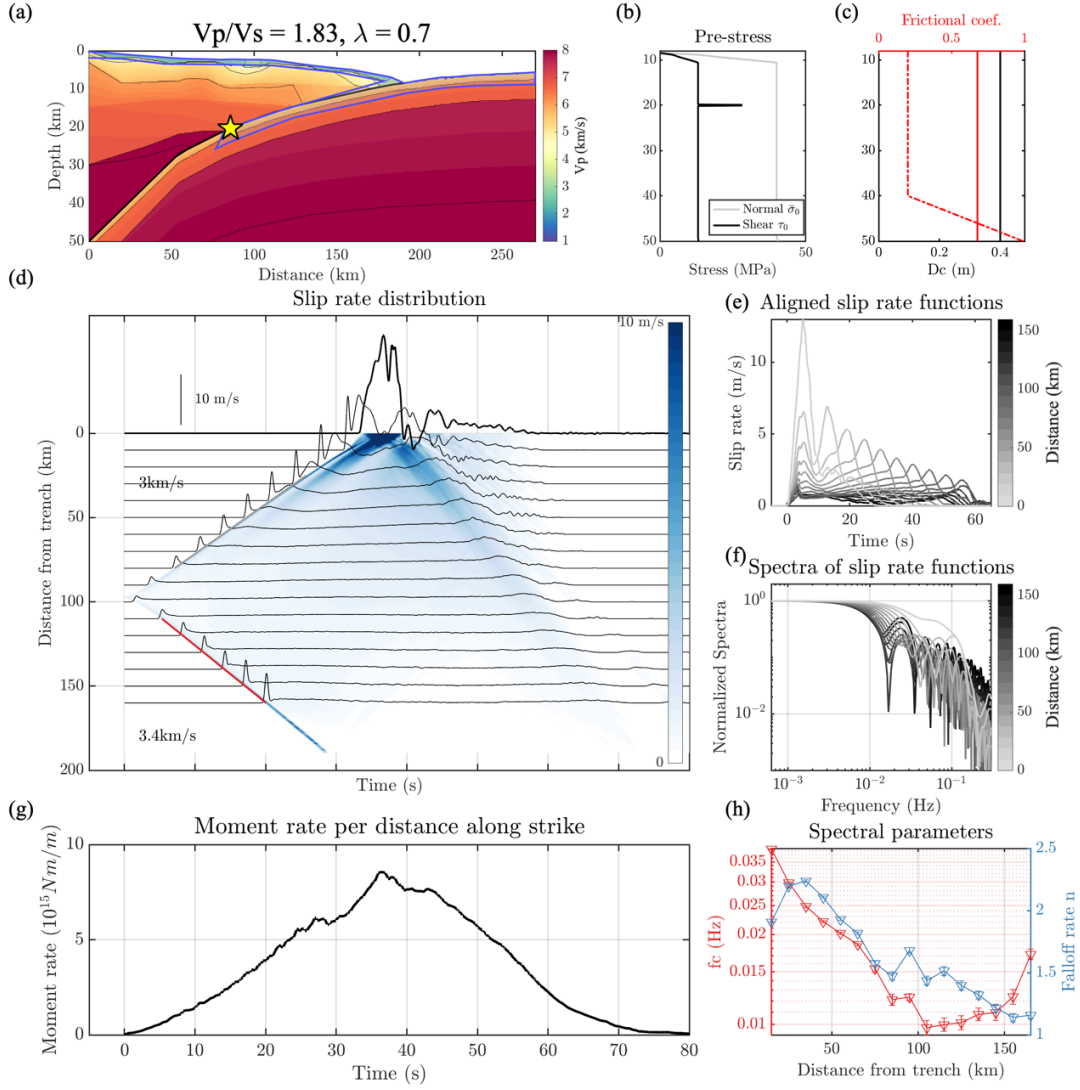 (a)
Vp/Vs = 1.83, λ = 0.7
0
10
20
30
40
50
Depth (km)
0
50
100
150
200
250
Distance (km)
8
7
6
5
4
3
2
1
Vp (km/s)
(b)
Pre-stress
10
20
30
40
50
Normal σ̄₀
Shear τ₀
0
50
Stress (MPa)
(c)
Frictional coef.
0
0.5
1
10
20
30
40
50
0
0.2
0.4
Dc (m)
(d)
Slip rate distribution
10 m/s
10 m/s
3km/s
3.4km/s
0
0
50
100
150
200
Distance from trench (km)
Time (s)
(e)
Aligned slip rate functions
10
5
0
Slip rate (m/s)
0
20
40
60
Time (s)
150
100
50
0
Distance (km)
(f)
Spectra of slip rate functions
10⁰
10⁻¹
10⁻²
Normalized Spectra
10⁻³
10⁻²
10⁻¹
Frequency (Hz)
150
100
50
0
Distance (km)
(g)
Moment rate per distance along strike
10
5
0
Moment rate (10¹⁵Nm/m)
0
10
20
30
40
50
60
70
80
Time (s)
(h)
Spectral parameters
0.035
0.03
0.025
0.02
0.015
0.01
fc (Hz)
50
100
150
Distance from trench (km)
2.5
2
1.5
1
Falloff rate n